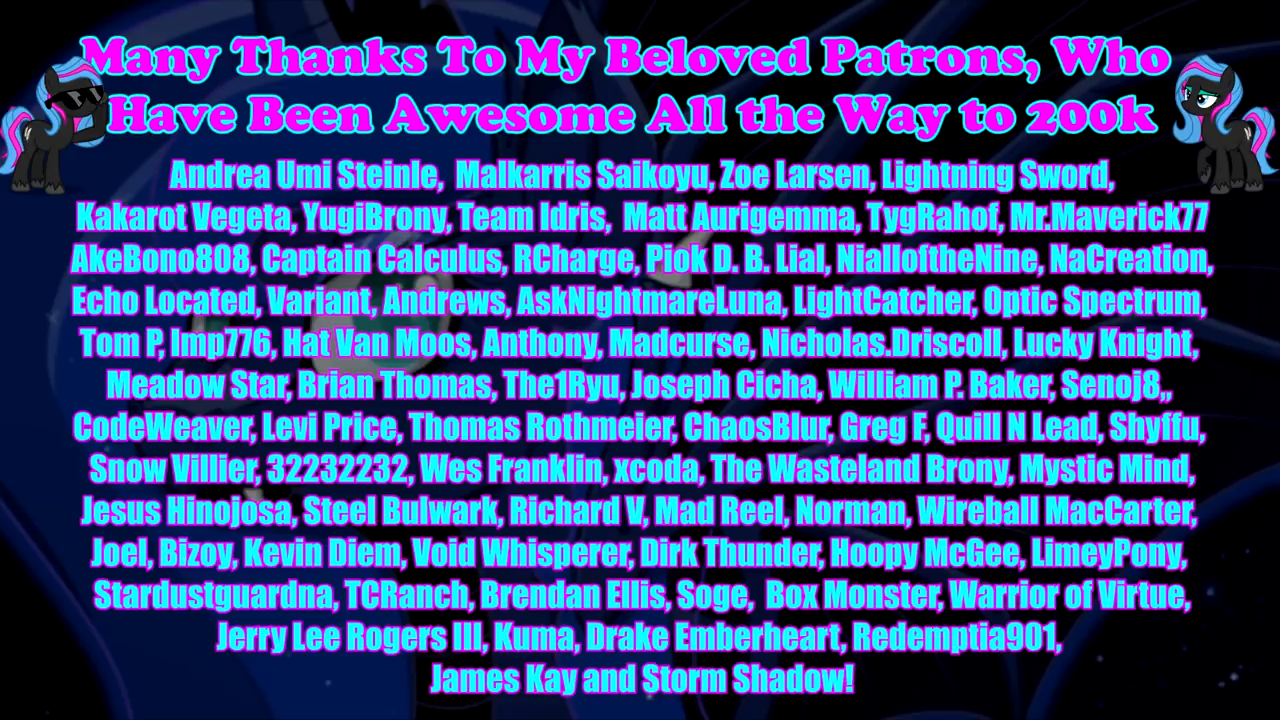 Many Thanks To My Beloved Patrons, Who
Have Been Awesome All the Way to 200k
Andrea Umi Steinle, Malkarris Saikoyu, Zoe Larsen, Lightning Sword,
Kakarot Vegeta, YugiBrony, Team Idris, Matt Aurigemma, TygRahof, Mr.Maverick77
AkeBono808, Captain Calculus, RCharge, Piok D. B. Lial, NialloftheNine, NaCreation,
Echo Located, Variant, Andrews, AskNightmareLuna, LightCatcher, Optic Spectrum,
Tom P, Imp776, Hat Van Moos, Anthony, Madcurse, Nicholas.Driscoll, Lucky Knight,
Meadow Star, Brian Thomas, The1Ryu, Joseph Cicha, William P. Baker, Senoj8,,
CodeWeaver, Levi Price, Thomas Rothmeier, ChaosBlur, Greg F, Quill N Lead, Shyffu,
Snow Villier, 32232232, Wes Franklin, xcoda, The Wasteland Brony, Mystic Mind,
Jesus Hinojosa, Steel Bulwark, Richard V, Mad Reel, Norman, Wireball MacCarter,
Joel, Bizoy, Kevin Diem, Void Whisperer, Dirk Thunder, Hoopy McGee, LimeyPony,
Stardustguardna, TCRanch, Brendan Ellis, Soge, Box Monster, Warrior of Virtue,
Jerry Lee Rogers III, Kuma, Drake Emberheart, Redemptia901,
James Kay and Storm Shadow!